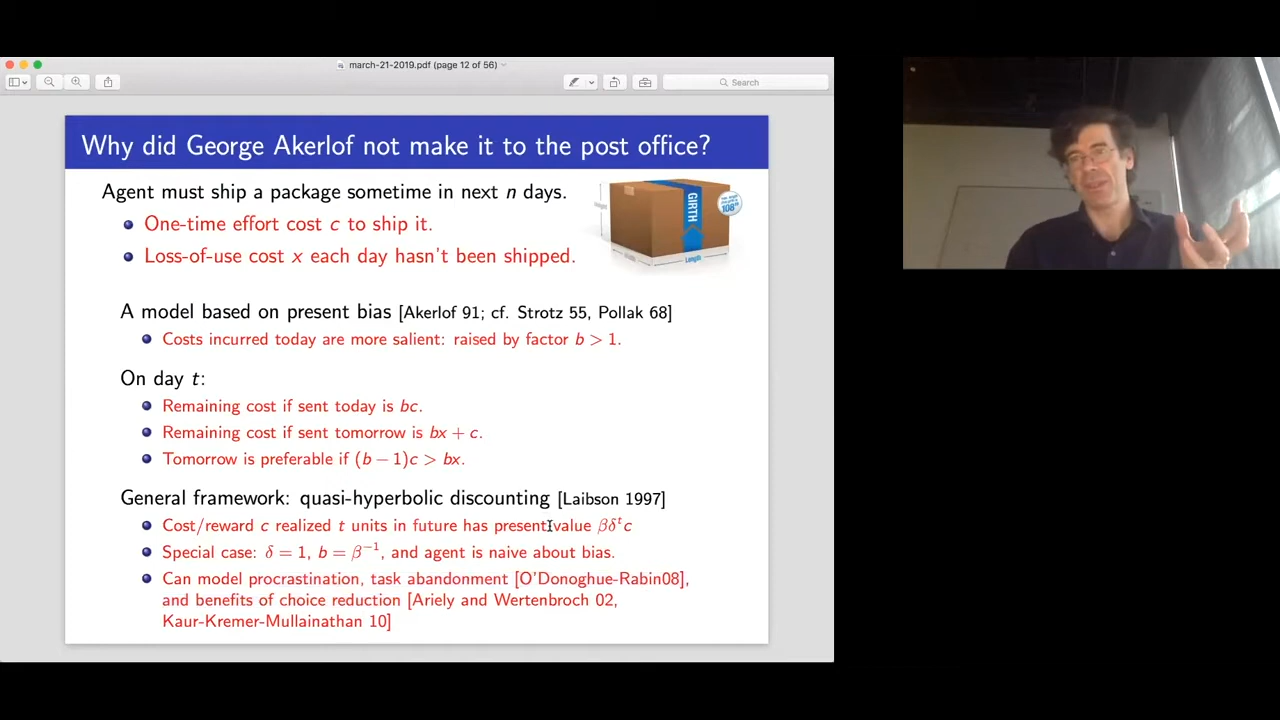 march-21-2019.pdf (page 12 of 56)
Search
Why did George Akerlof not make it to the post office?
Agent must ship a package sometime in next n days.
One-time effort cost c to ship it.
Loss-of-use cost x each day hasn't been shipped.
GIRTH
108"
Length
A model based on present bias [Akerlof 91; cf. Strotz 55, Pollak 68]
Costs incurred today are more salient: raised by factor b > 1.
On day t:
Remaining cost if sent today is bc.
Remaining cost if sent tomorrow is bx + c.
Tomorrow is preferable if (b − 1)c > bx.
General framework: quasi-hyperbolic discounting [Laibson 1997]
Cost/reward c realized t units in future has present value βδᵗc
Special case: δ = 1, b = β⁻¹, and agent is naive about bias.
Can model procrastination, task abandonment [O'Donoghue-Rabin08],
and benefits of choice reduction [Ariely and Wertenbroch 02,
Kaur-Kremer-Mullainathan 10]